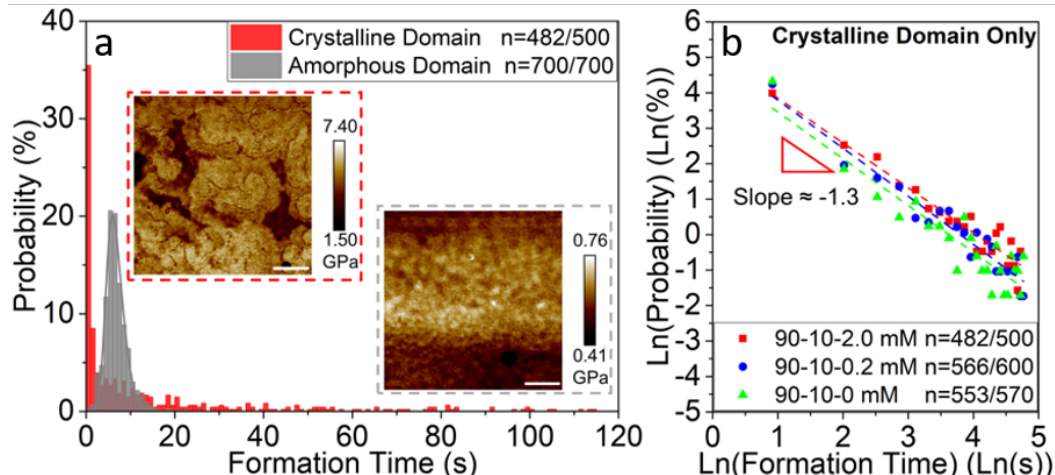 a
Crystalline Domain n=482/500
Amorphous Domain n=700/700
Probability (%)
40
30
20
10
0
7.40
1.50
GPa
0.76
0.41
GPa
0 20 40 60 80 100 120
Formation Time (s)
b
Crystalline Domain Only
Ln(Probability) (Ln(%))
6
5
4
3
2
1
0
-1
-2
-3
-4
-5
Slope ≈ -1.3
90-10-2.0 mM n=482/500
90-10-0.2 mM n=566/600
90-10-0 mM n=553/570
0 1 2 3 4 5
Ln(Formation Time) (Ln(s))